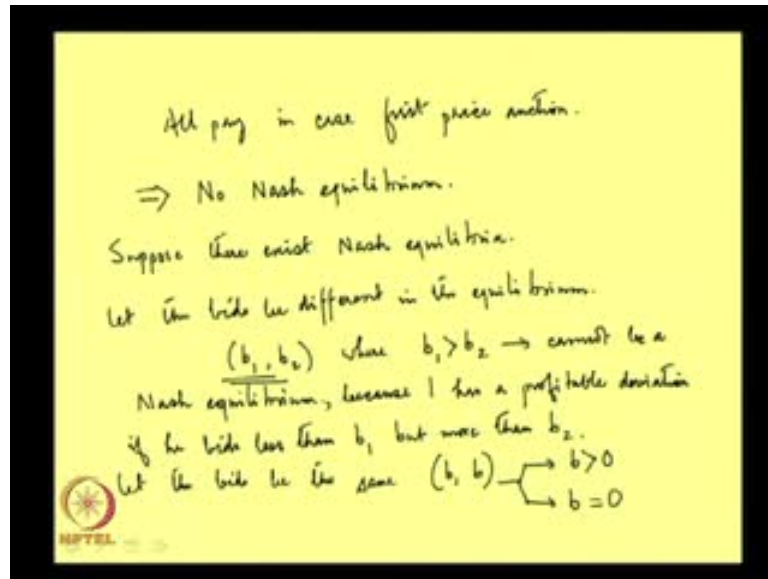 All pay in case first price auction.
⇒ No Nash equilibrium.
Suppose there exist Nash equilibria.
Let the bids be different in the equilibrium.
(b₁, b₂) where b₁ > b₂ → cannot be a
Nash equilibrium, because 1 has a profitable deviation
if he bids less than b₁ but more than b₂.
Let the bids be the same (b, b) → b>0
→ b=0
NPTEL